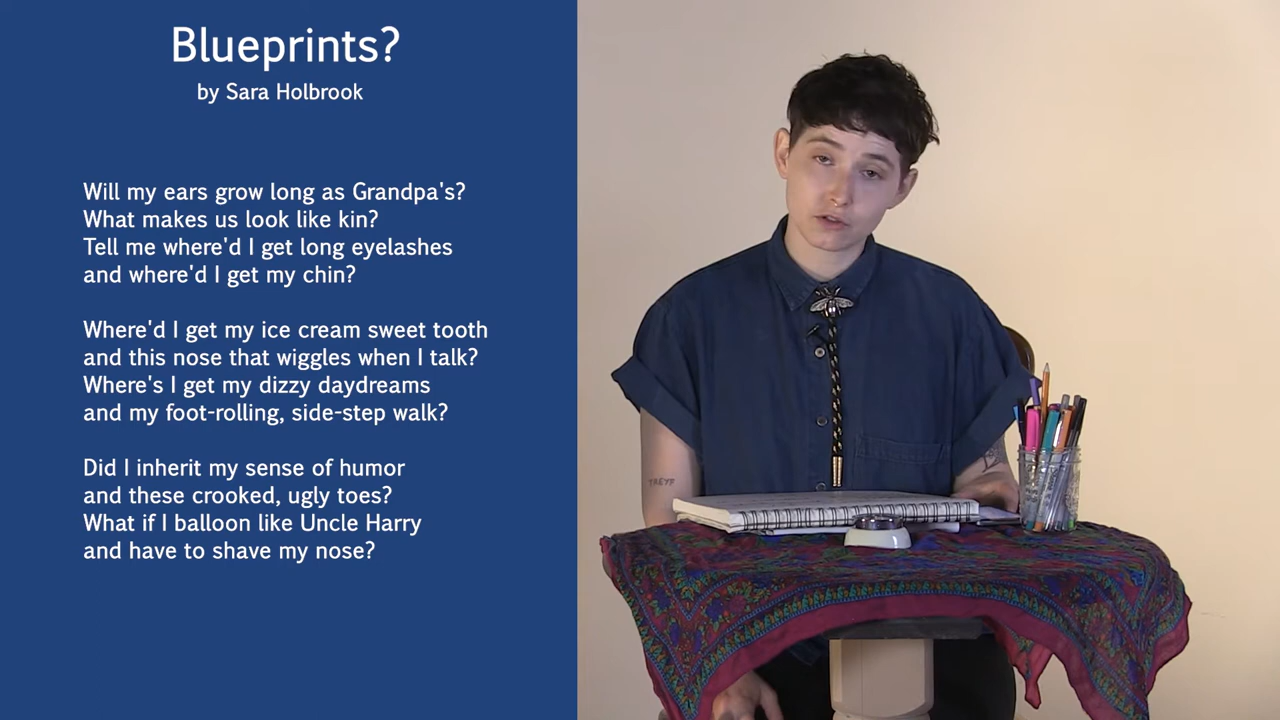 Blueprints?
by Sara Holbrook
Will my ears grow long as Grandpa's?
What makes us look like kin?
Tell me where'd I get long eyelashes
and where'd I get my chin?
Where'd I get my ice cream sweet tooth
and this nose that wiggles when I talk?
Where's I get my dizzy daydreams
and my foot-rolling, side-step walk?
Did I inherit my sense of humor
and these crooked, ugly toes?
What if I balloon like Uncle Harry
and have to shave my nose?